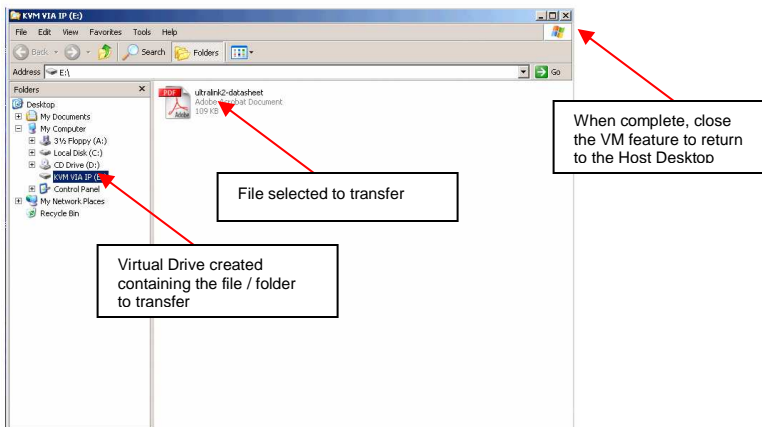 KVM VIA IP (E:)
File Edit View Favorites Tools Help
Back Search Folders
Address E:\ Go
Folders
Desktop
My Documents
My Computer
3½ Floppy (A:)
Local Disk (C:)
CD Drive (D:)
KVM VIA IP (E
Control Panel
My Network Places
Recycle Bin
PDF
Adobe
ultralink2-datasheet
Adobe Acrobat Document
109 KB
When complete, close
the VM feature to return
to the Host Desktop
File selected to transfer
Virtual Drive created
containing the file / folder
to transfer